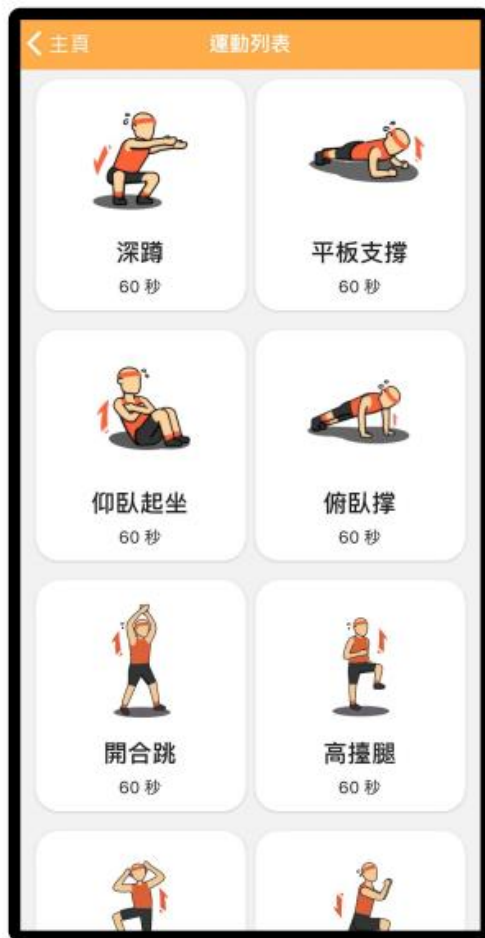 主頁
運動列表
深蹲
60 秒
平板支撐
60 秒
仰臥起坐
60 秒
俯臥撐
60 秒
開合跳
60 秒
高擡腿
60 秒